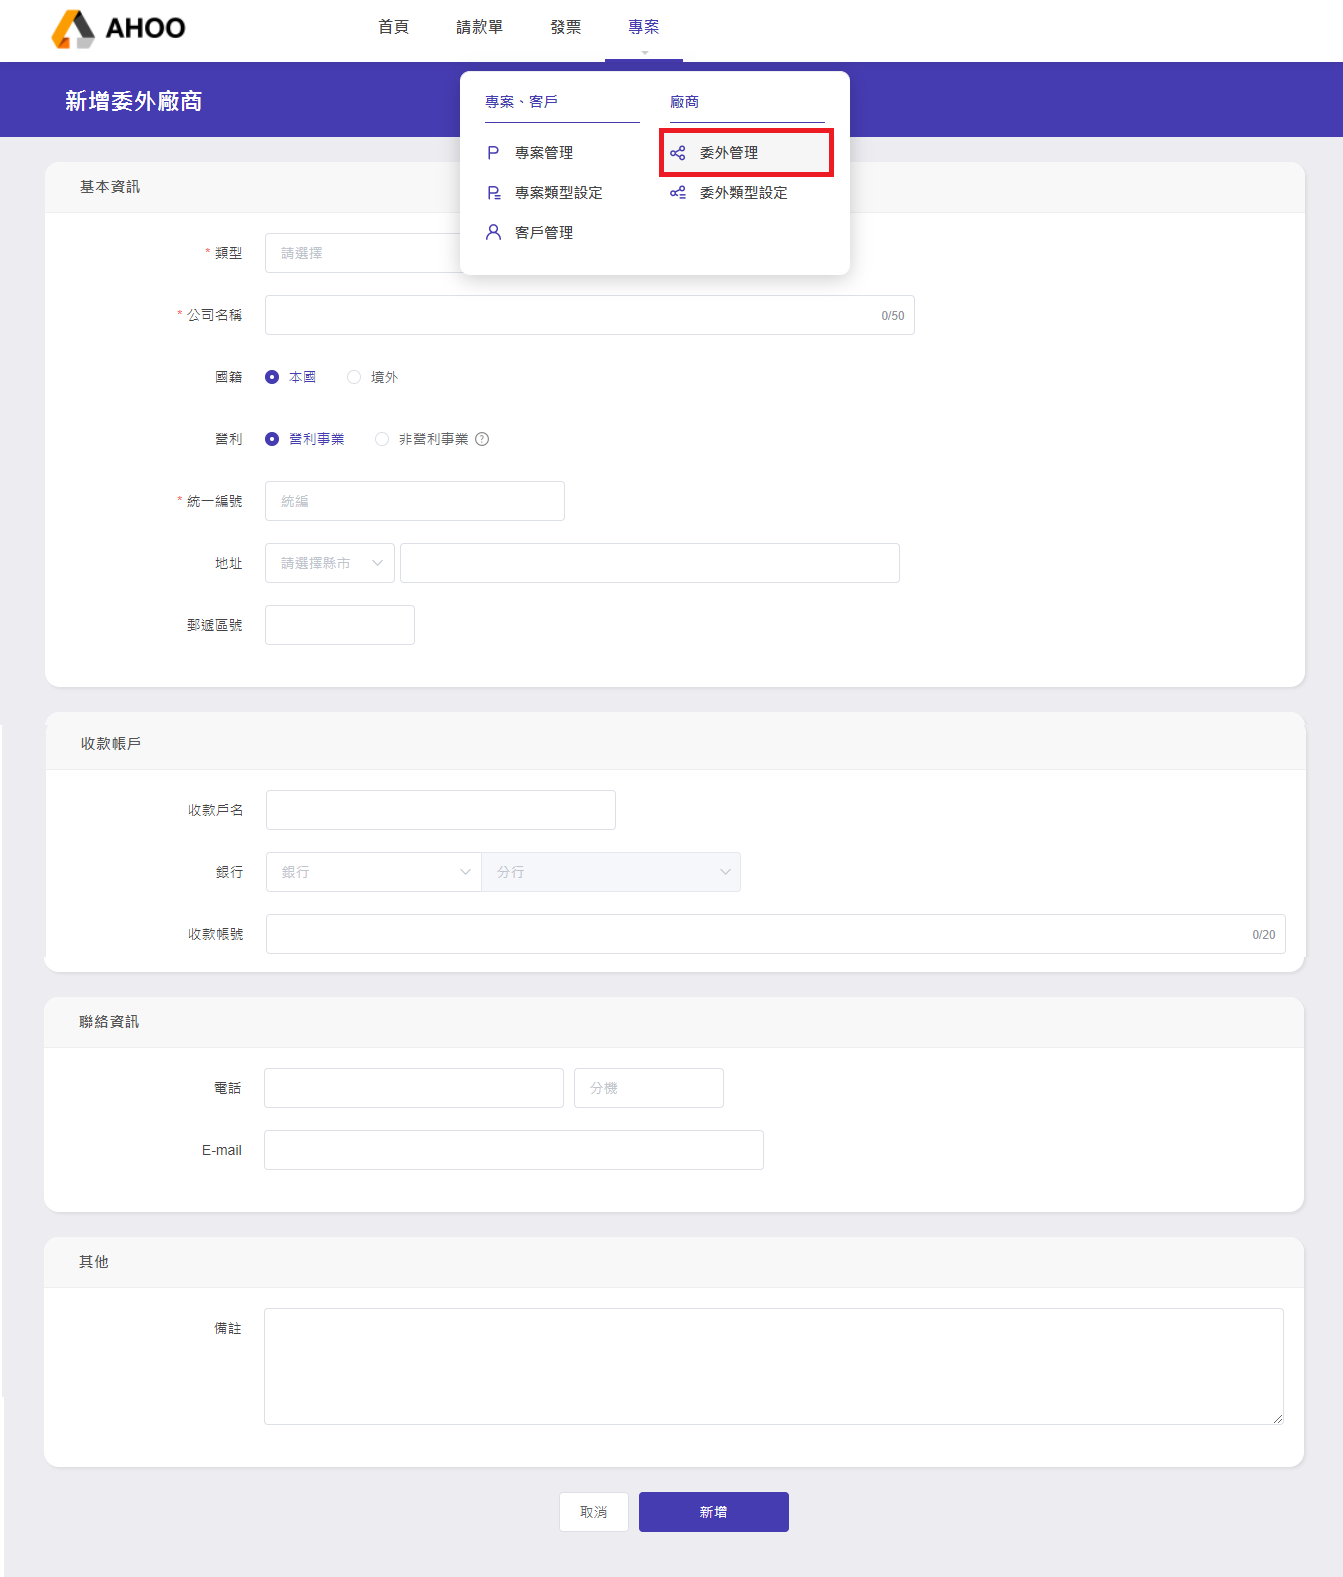 AHOO
首頁 請款單 發票 專案
新增委外廠商
專案、客戶 廠商
專案管理 委外管理
專案類型設定 委外類型設定
客戶管理
基本資訊
* 類型 請選擇
* 公司名稱 0/50
國籍 本國 境外
營利 營利事業 非營利事業 ?
* 統一編號 統編
地址 請選擇縣市
郵遞區號
收款帳戶
收款戶名
銀行 銀行 分行
收款帳號 0/20
聯絡資訊
電話 分機
E-mail
其他
備註
取消 新增